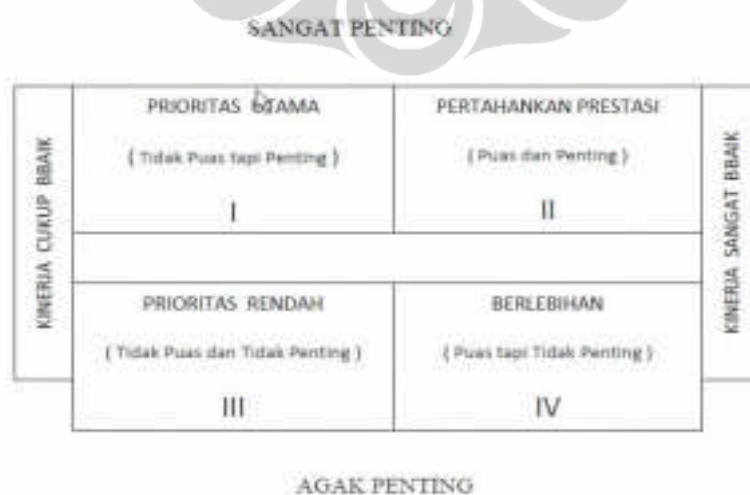 SANGAT PENTING
KINERJA CUKUP BBAIK
PRIORITAS UTAMA
( Tidak Puas tapi Penting )
I
PERTAHANKAN PRESTASI
( Puas dan Penting )
II
KINERJA SANGAT BBAIK
PRIORITAS RENDAH
( Tidak Puas dan Tidak Penting )
III
BERLEBIHAN
( Puas tapi Tidak Penting )
IV
AGAK PENTING